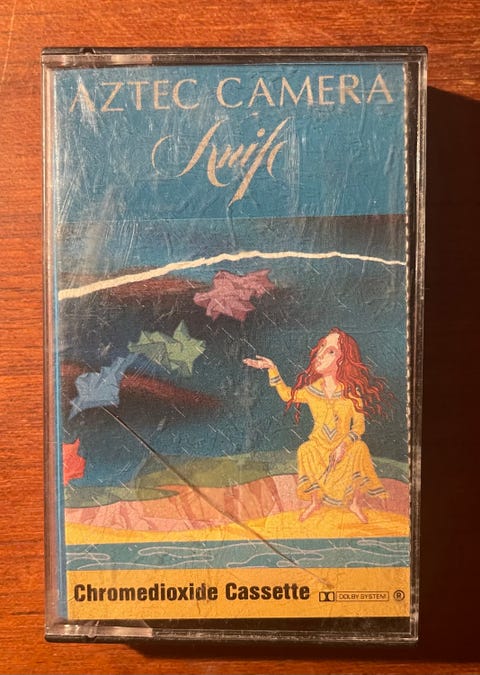 AZTEC CAMERA
Knife
Chromedioxide Cassette DOLBY SYSTEM ®